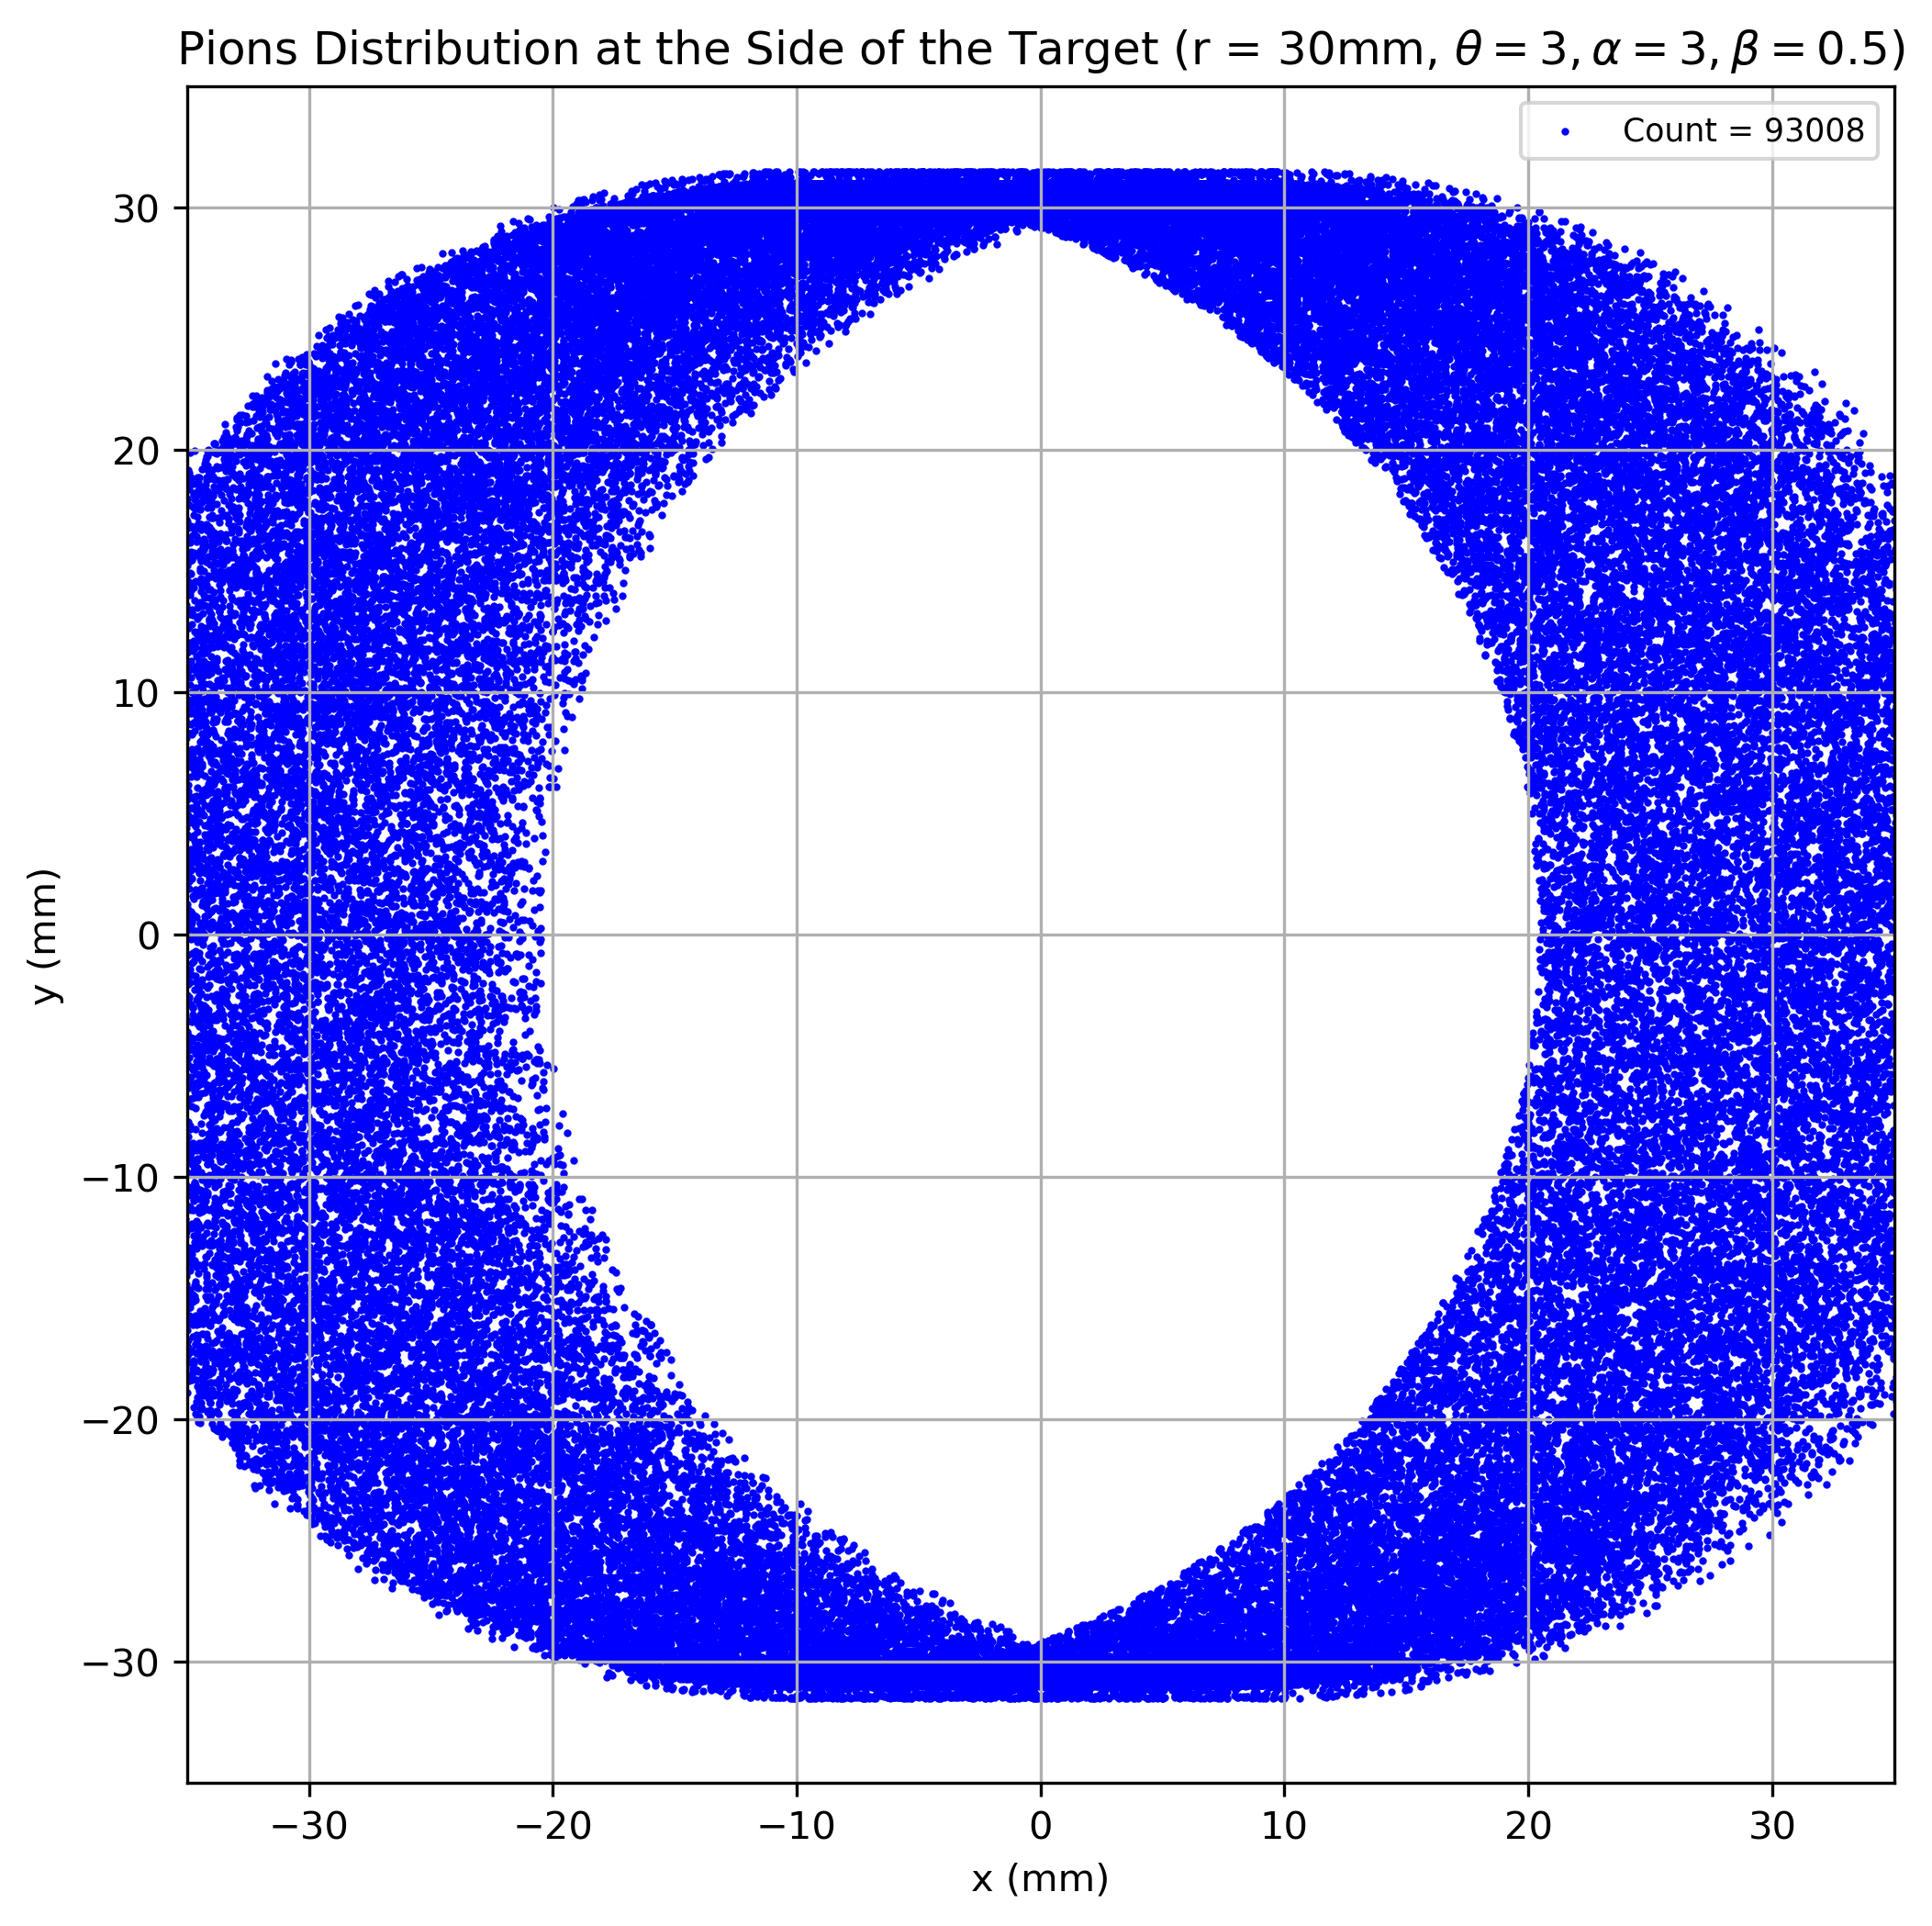 Pions Distribution at the Side of the Target (r = 30mm, θ = 3, α = 3, β = 0.5)
Count = 93008
30
20
10
0
−10
−20
−30
y (mm)
−30 −20 −10 0 10 20 30
x (mm)